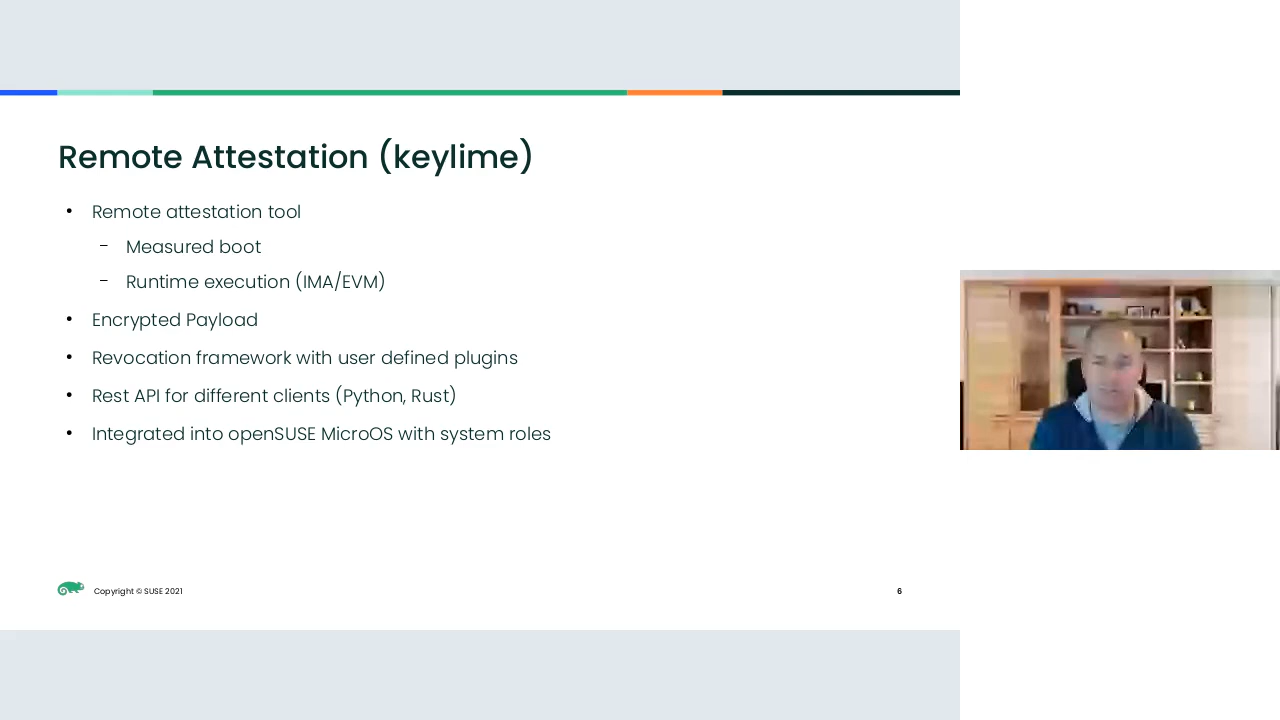 Remote Attestation (keylime)
• Remote attestation tool
– Measured boot
– Runtime execution (IMA/EVM)
• Encrypted Payload
• Revocation framework with user defined plugins
• Rest API for different clients (Python, Rust)
• Integrated into openSUSE MicroOS with system roles
Copyright © SUSE 2021
6